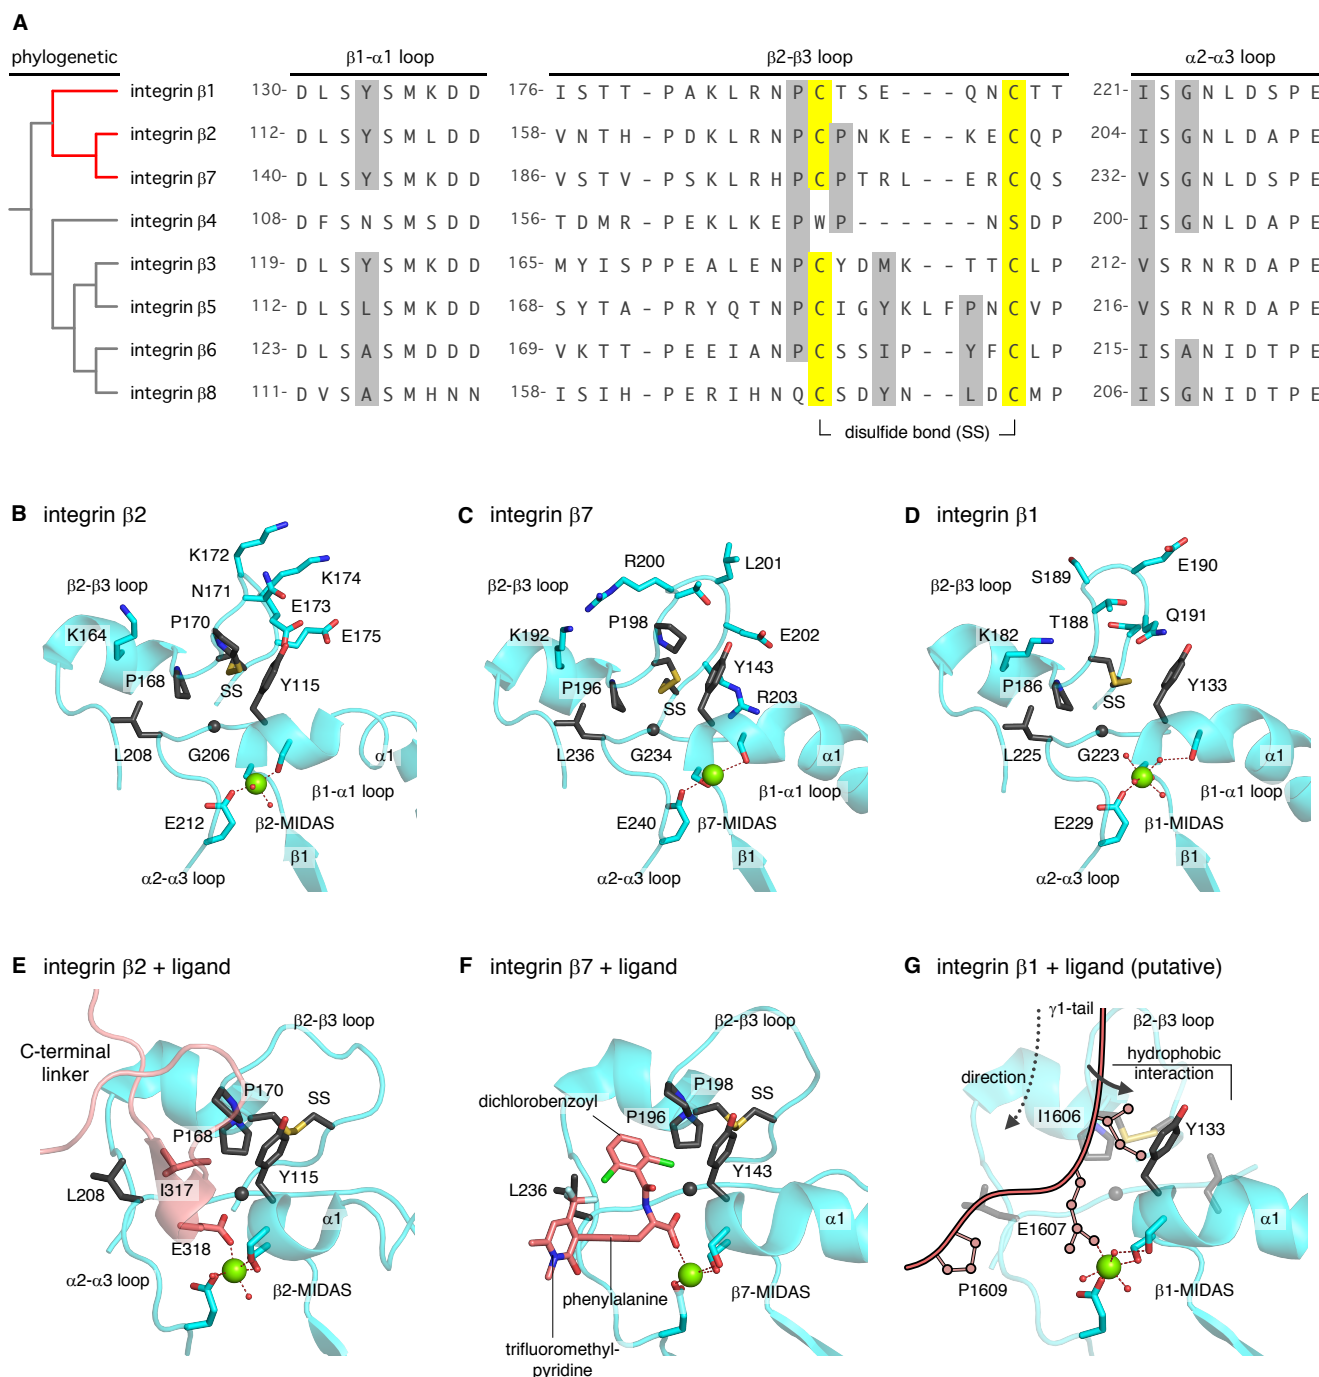 A
phylogenetic β1-α1 loop β2-β3 loop α2-α3 loop
integrin β1 130- D L S Y S M K D D 176- I S T T - P A K L R N P C T S E - - - Q N C T T 221- I S G N L D S P E
integrin β2 112- D L S Y S M L D D 158- V N T H - P D K L R N P C P N K E - - K E C Q P 204- I S G N L D A P E
integrin β7 140- D L S Y S M K D D 186- V S T V - P S K L R H P C P T R L - - E R C Q S 232- V S G N L D S P E
integrin β4 108- D F S N S M S D D 156- T D M R - P E K L K E P W P - - - - - - N S D P 200- I S G N L D A P E
integrin β3 119- D L S Y S M K D D 165- M Y I S P P E A L E N P C Y D M K - - T T C L P 212- V S R N R D A P E
integrin β5 112- D L S L S M K D D 168- S Y T A - P R Y Q T N P C I G Y K L F P N C V P 216- V S R N R D A P E
integrin β6 123- D L S A S M D D D 169- V K T T - P E E I A N P C S S I P - - Y F C L P 215- I S A N I D T P E
integrin β8 111- D V S A S M H N N 158- I S I H - P E R I H N Q C S D Y N - - L D C M P 206- I S G N I D T P E
disulfide bond (SS)
B integrin β2
K172
K174
β2-β3 loop
N171
E173
P170
K164
E175
P168
SS
Y115
L208
G206
α1
β1-α1 loop
E212
β2-MIDAS
β1
α2-α3 loop
C integrin β7
R200
L201
β2-β3 loop
P198
K192
E202
Y143
P196
SS
R203
L236
G234
α1
β1-α1 loop
E240
β7-MIDAS
β1
D integrin β1
E190
S189
β2-β3 loop
T188
Q191
K182
P186
Y133
SS
L225
G223
α1
β1-α1 loop
E229
β1-MIDAS
β1
α2-α3 loop
E integrin β2 + ligand
β2-β3 loop
C-terminal
linker
P170
SS
P168
L208
I317
Y115
α1
E318
α2-α3 loop
β2-MIDAS
F integrin β7 + ligand
β2-β3 loop
P198
SS
dichlorobenzoyl
P196
Y143
L236
α1
β7-MIDAS
phenylalanine
trifluoromethyl-
pyridine
G integrin β1 + ligand (putative)
γ1-tail
β2-β3 loop
hydrophobic
interaction
direction
I1606
Y133
E1607
α1
P1609
β1-MIDAS